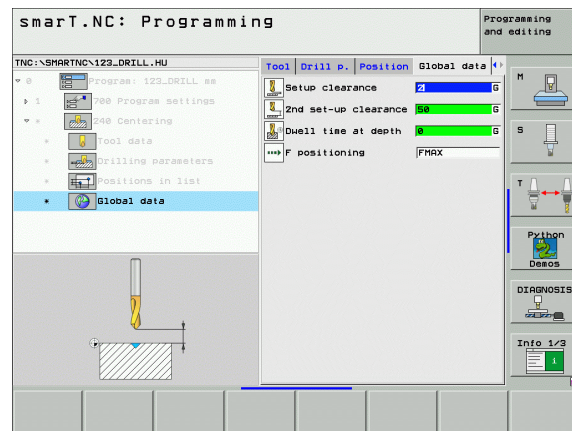 smarT.NC: Programming
Programming
and editing
TNC:\SMARTNC\123_DRILL.HU
Tool Drill p. Position Global data
0 Program: 123_DRILL mm
1 700 Program settings
* 240 Centering
* Tool data
* Drilling parameters
* Positions in list
* Global data
Setup clearance 2 G
2nd set-up clearance 50 G
Dwell time at depth 0 G
F positioning FMAX
M
S
T
Python
Demos
DIAGNOSIS
Info 1/3
i